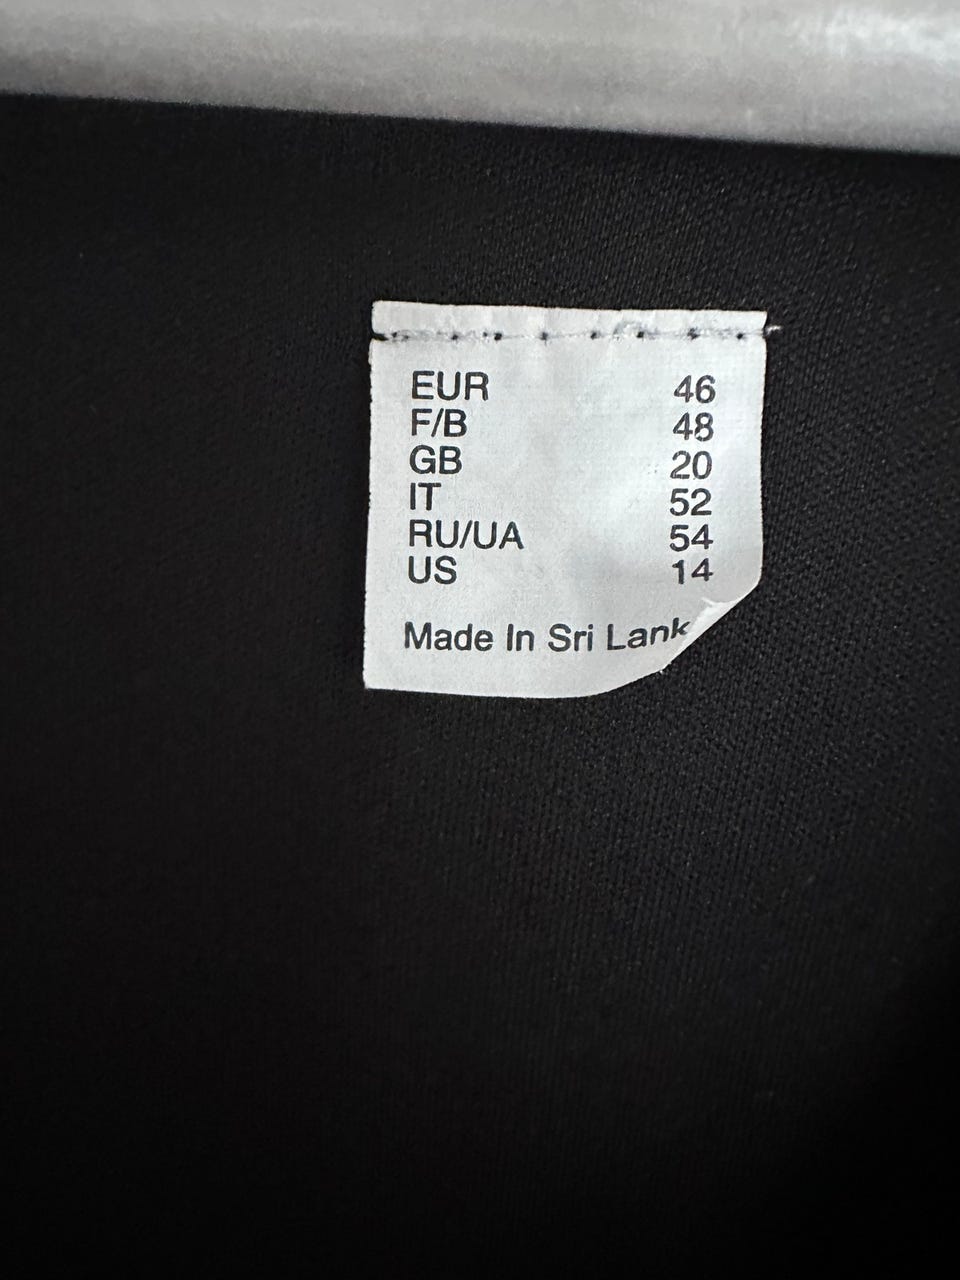 EUR 46
F/B 48
GB 20
IT 52
RU/UA 54
US 14
Made In Sri Lank